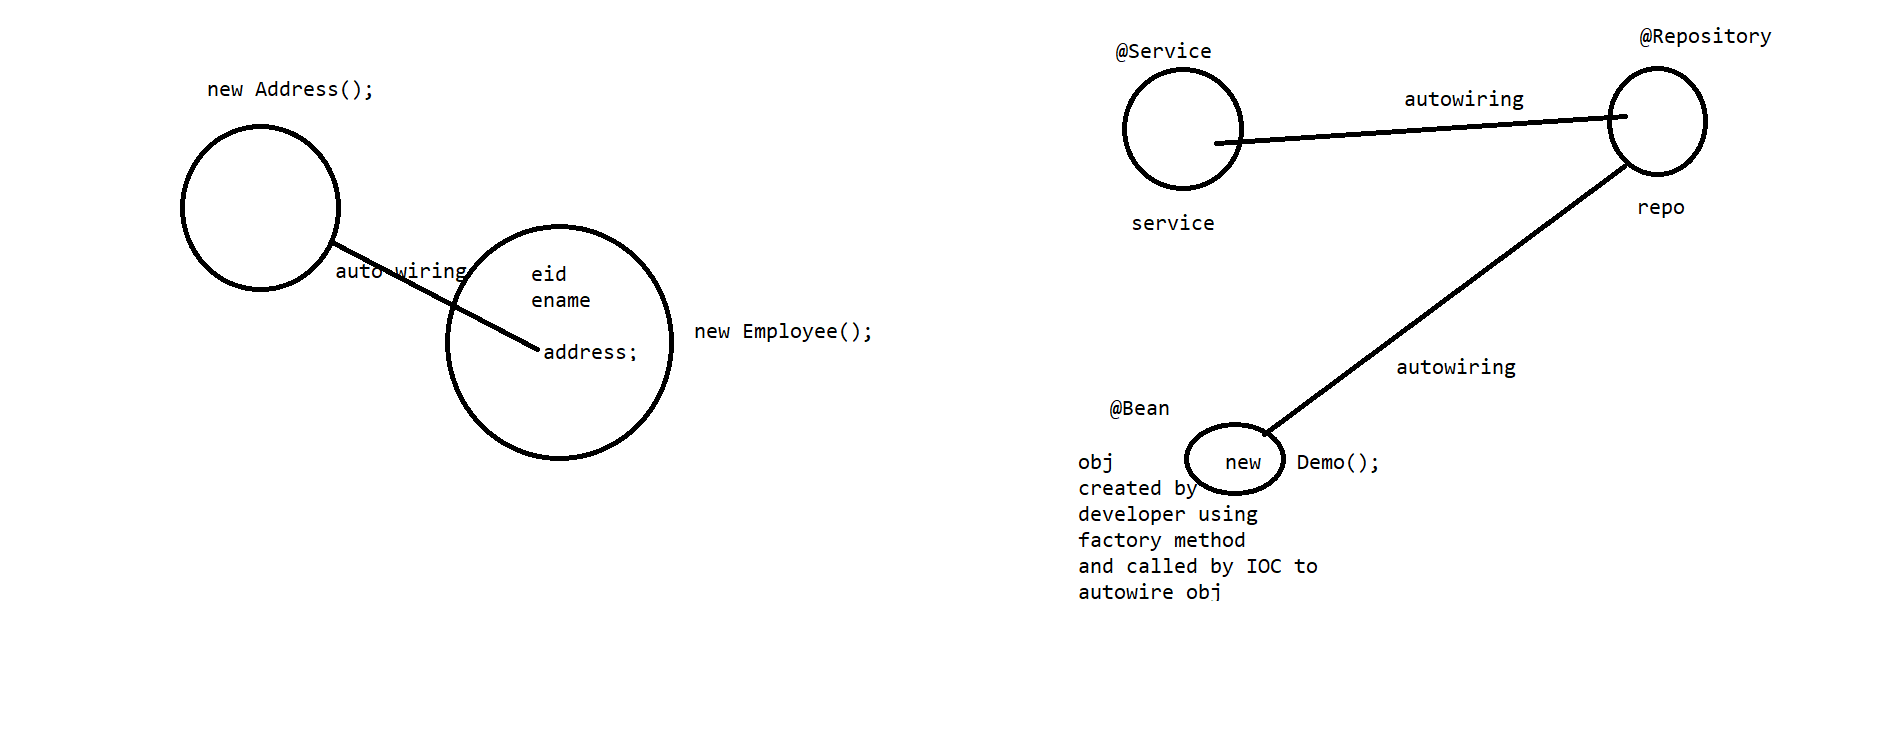 new Address();
auto wiring
eid
ename
address;
new Employee();
@Service
@Repository
autowiring
service
repo
autowiring
@Bean
new Demo();
obj
created by
developer using
factory method
and called by IOC to
autowire obj